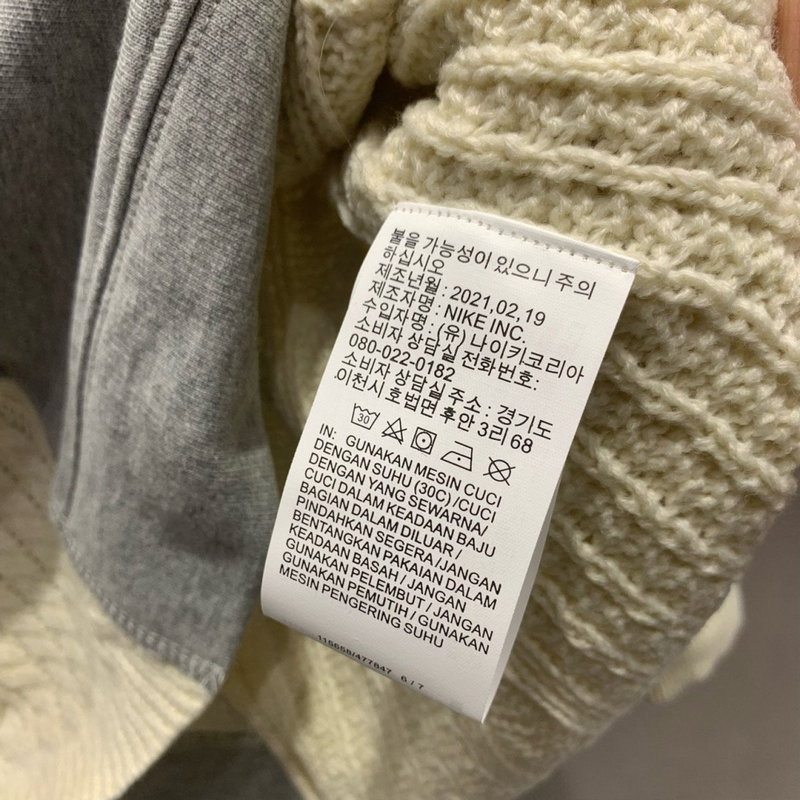 붙을 가능성이 있으니 주의
하십시오
제조년월 : 2021,02,19
제조자명 : NIKE INC.
수입자명 : (유) 나이키코리아
소비자 상담실 전화번호:
080-022-0182
소비자 상담실 주소 : 경기도
이천시 호법면 후안 3리 68
30
IN: GUNAKAN MESIN CUCI
DENGAN SUHU (30C) /CUCI
DENGAN YANG SEWARNA/
CUCI DALAM KEADAAN BAJU
BAGIAN DALAM DILUAR /
PINDAHKAN SEGERA /JANGAN
BENTANGKAN PAKAIAN DALAM
KEADAAN BASAH / JANGAN
GUNAKAN PELEMBUT / JANGAN
GUNAKAN PEMUTIH / GUNAKAN
MESIN PENGERING SUHU
116658/477847 6 / 7